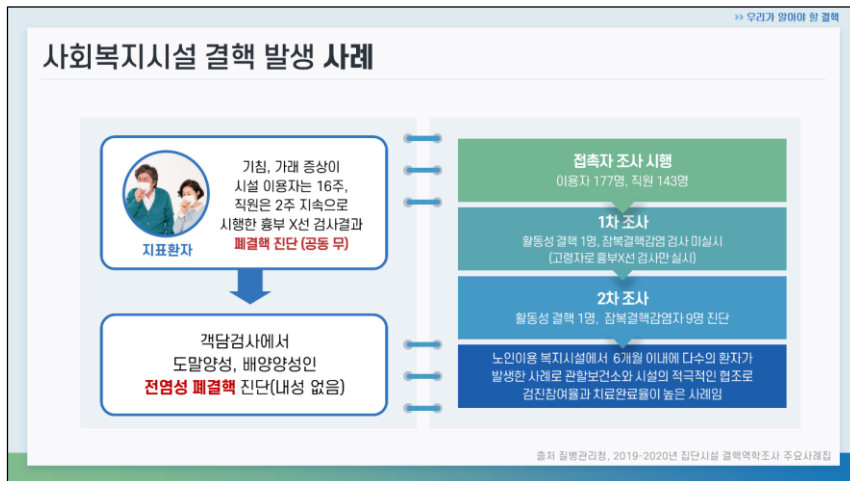 >> 우리가 알아야 할 결핵
사회복지시설 결핵 발생 사례
기침, 가래 증상이
시설 이용자는 16주,
직원은 2주 지속으로
시행한 흉부 X선 검사결과
폐결핵 진단 (공동 무)
지표환자
객담검사에서
도말양성, 배양양성인
전염성 폐결핵 진단(내성 없음)
접촉자 조사 시행
이용자 177명, 직원 143명
1차 조사
활동성 결핵 1명, 잠복결핵감염 검사 미실시
(고령자로 흉부X선 검사만 실시)
2차 조사
활동성 결핵 1명, 잠복결핵감염자 9명 진단
노인이용 복지시설에서 6개월 이내에 다수의 환자가
발생한 사례로 관할보건소와 시설의 적극적인 협조로
검진참여율과 치료완료율이 높은 사례임
출처 질병관리청, 2019-2020년 집단시설 결핵역학조사 주요사례집